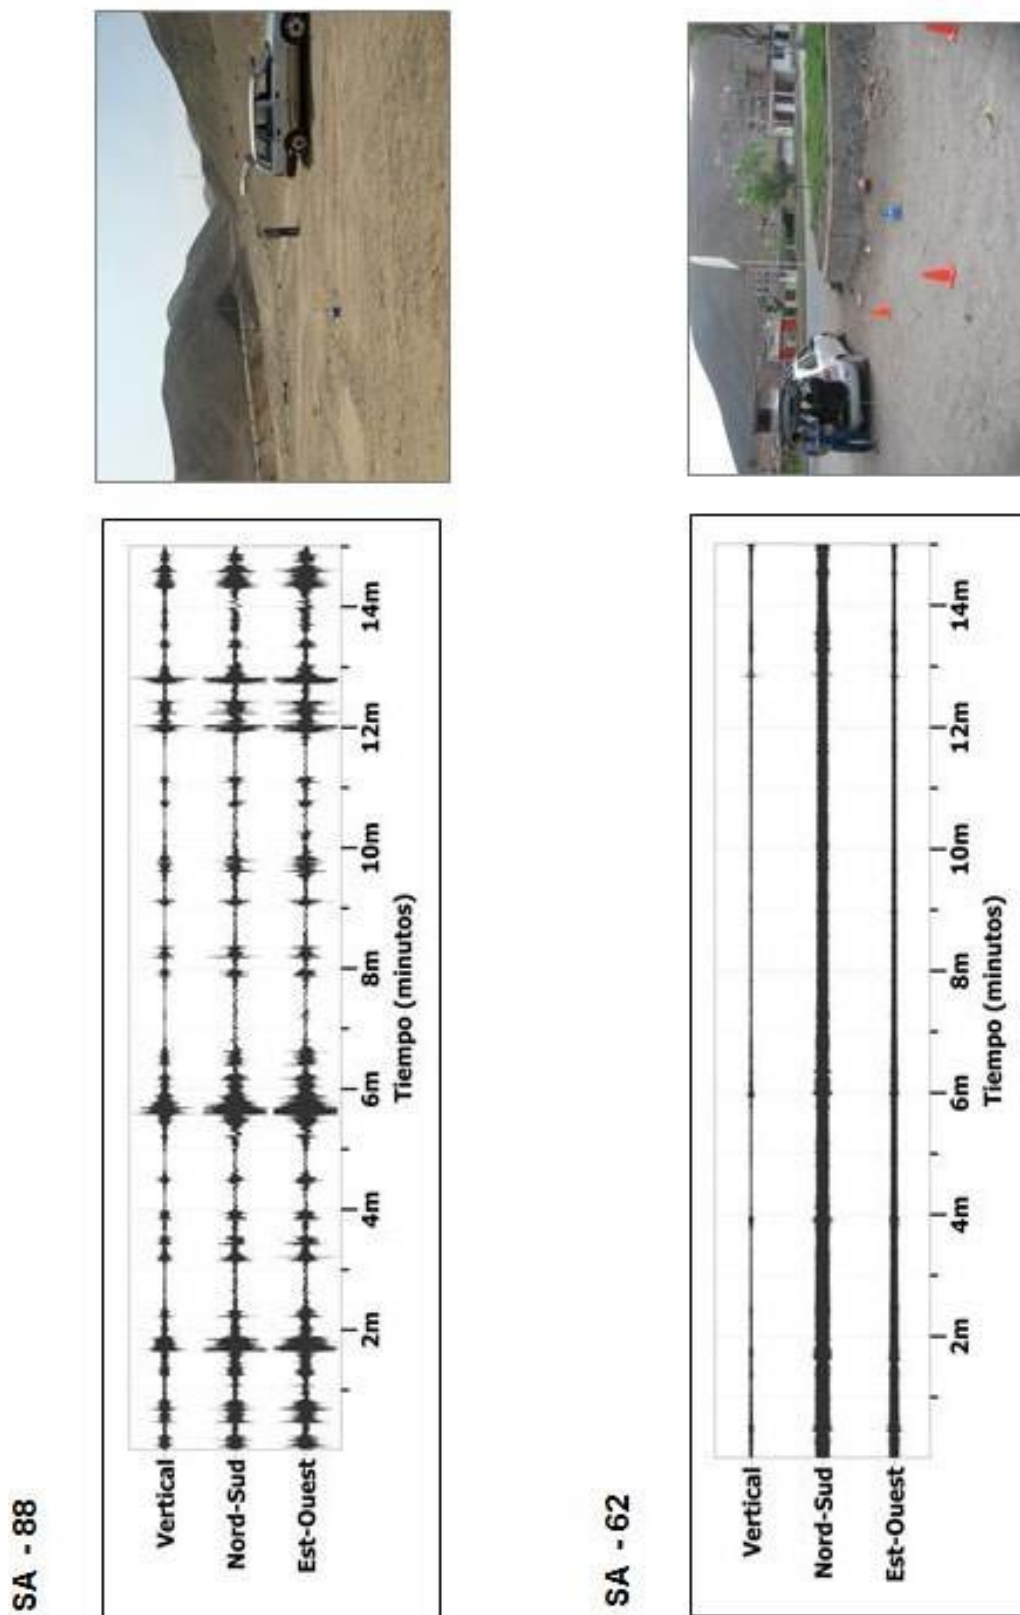 SA - 88
Vertical
Nord-Sud
Est-Ouest
2m 4m 6m 8m 10m 12m 14m
Tiempo (minutos)
SA - 62
Vertical
Nord-Sud
Est-Ouest
2m 4m 6m 8m 10m 12m 14m
Tiempo (minutos)